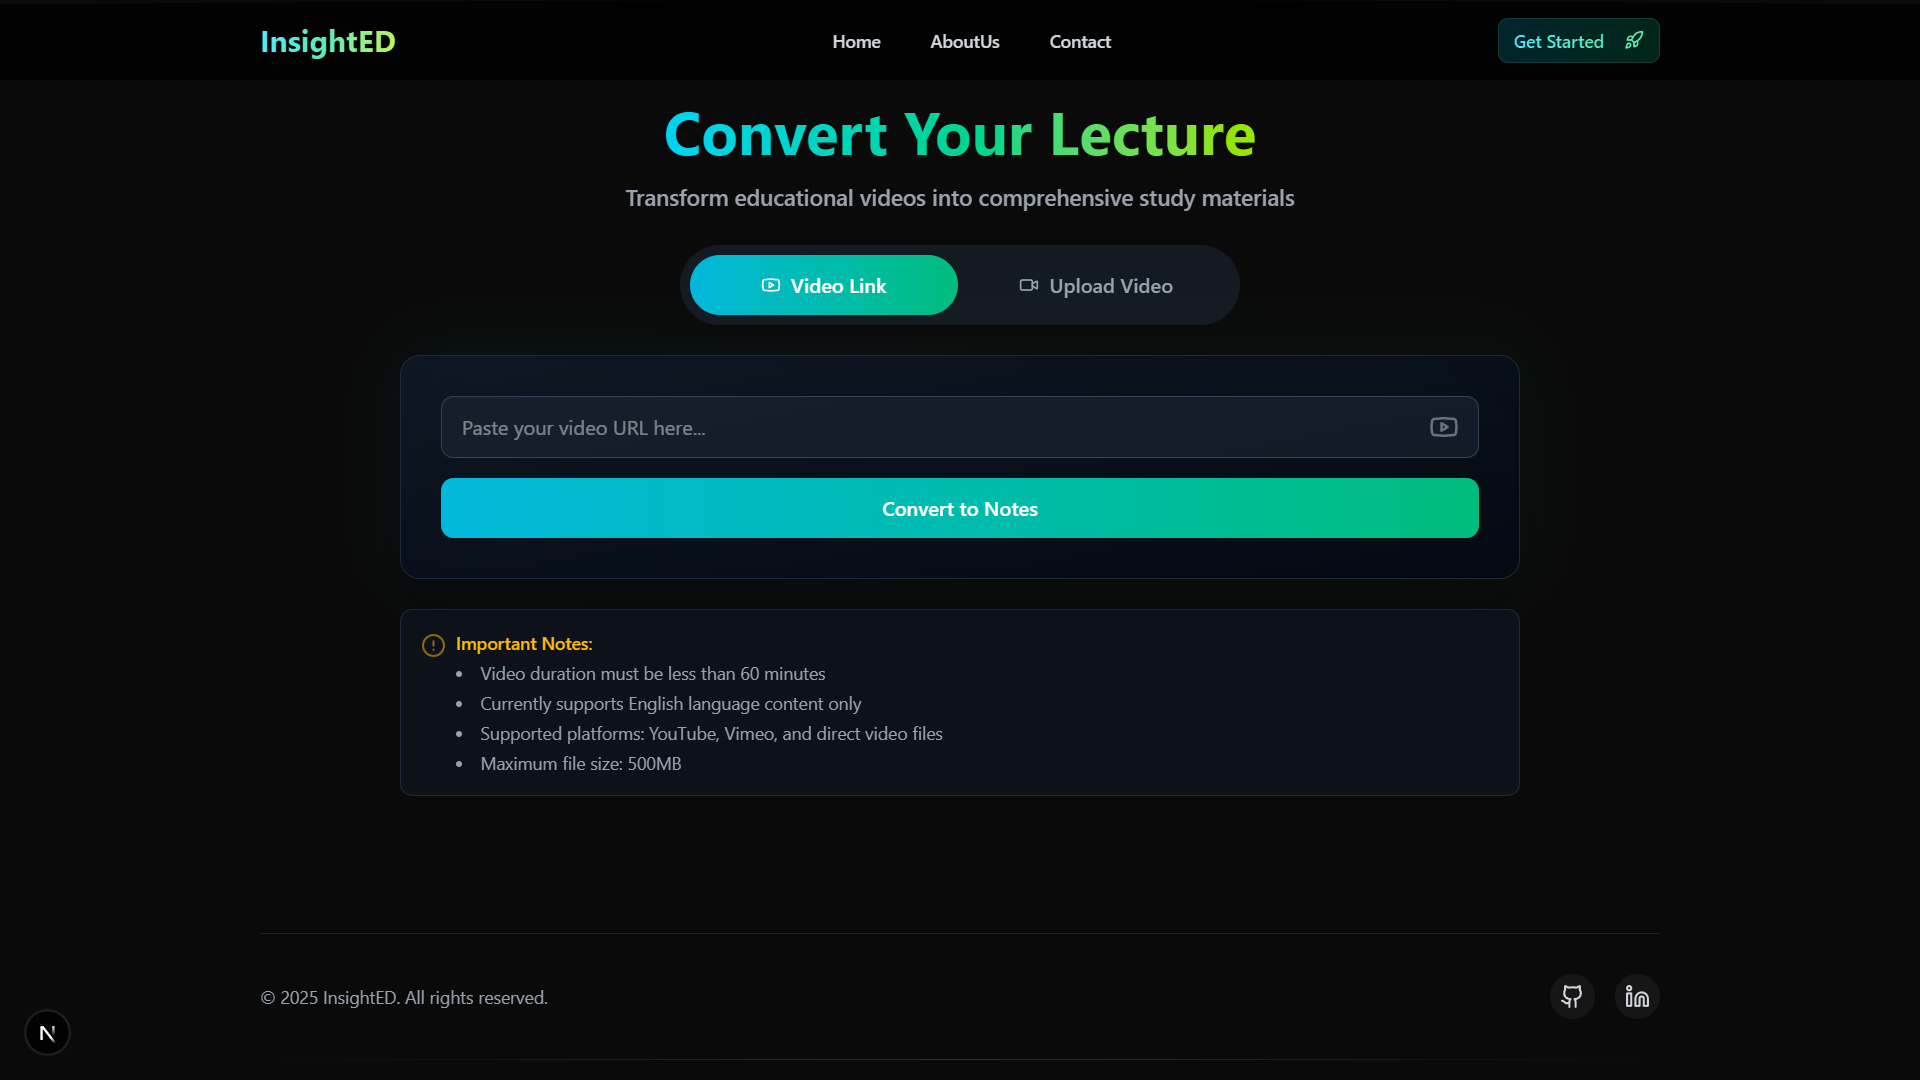 InsightED
Home
AboutUs
Contact
Get Started
Convert Your Lecture
Transform educational videos into comprehensive study materials
Video Link
Upload Video
Paste your video URL here...
Convert to Notes
Important Notes:
• Video duration must be less than 60 minutes
• Currently supports English language content only
• Supported platforms: YouTube, Vimeo, and direct video files
• Maximum file size: 500MB
© 2025 InsightED. All rights reserved.
N